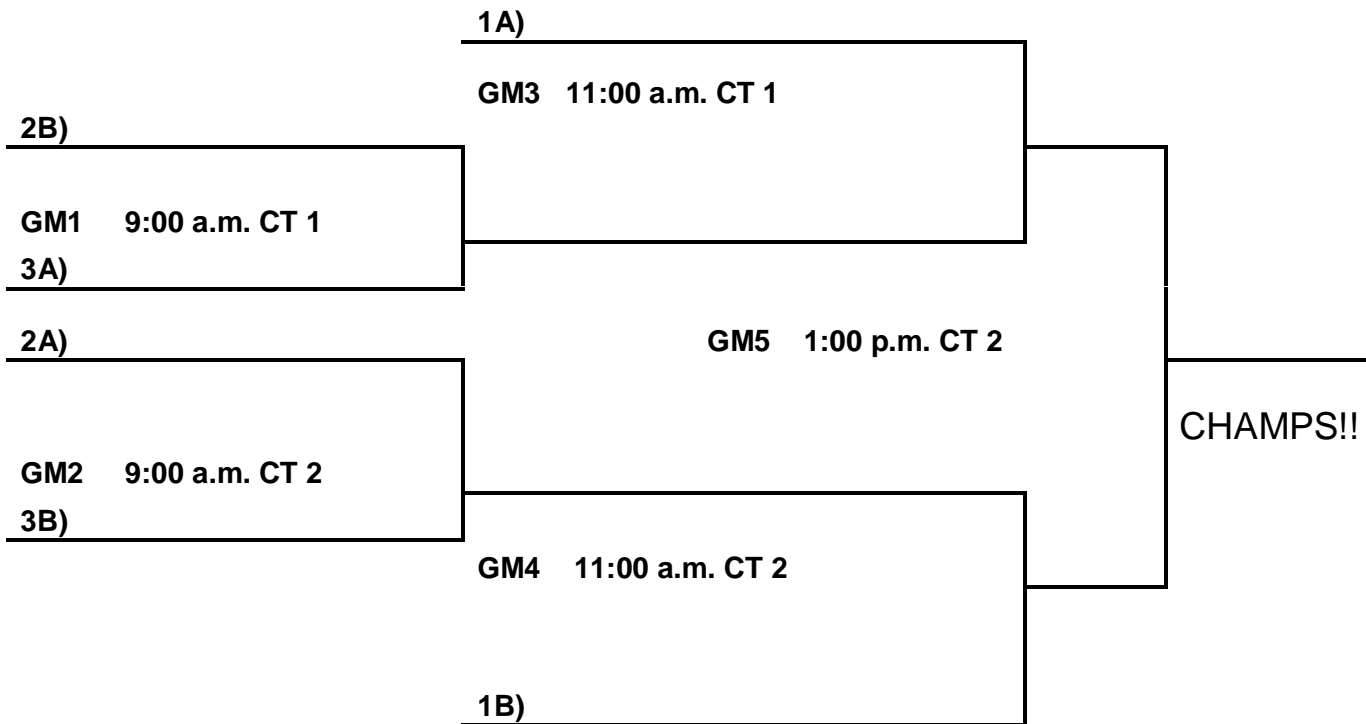 1A)
GM3 11:00 a.m. CT 1
2B)
GM1 9:00 a.m. CT 1
3A)
2A)
GM5 1:00 p.m. CT 2
CHAMPS!!
GM2 9:00 a.m. CT 2
3B)
GM4 11:00 a.m. CT 2
1B)